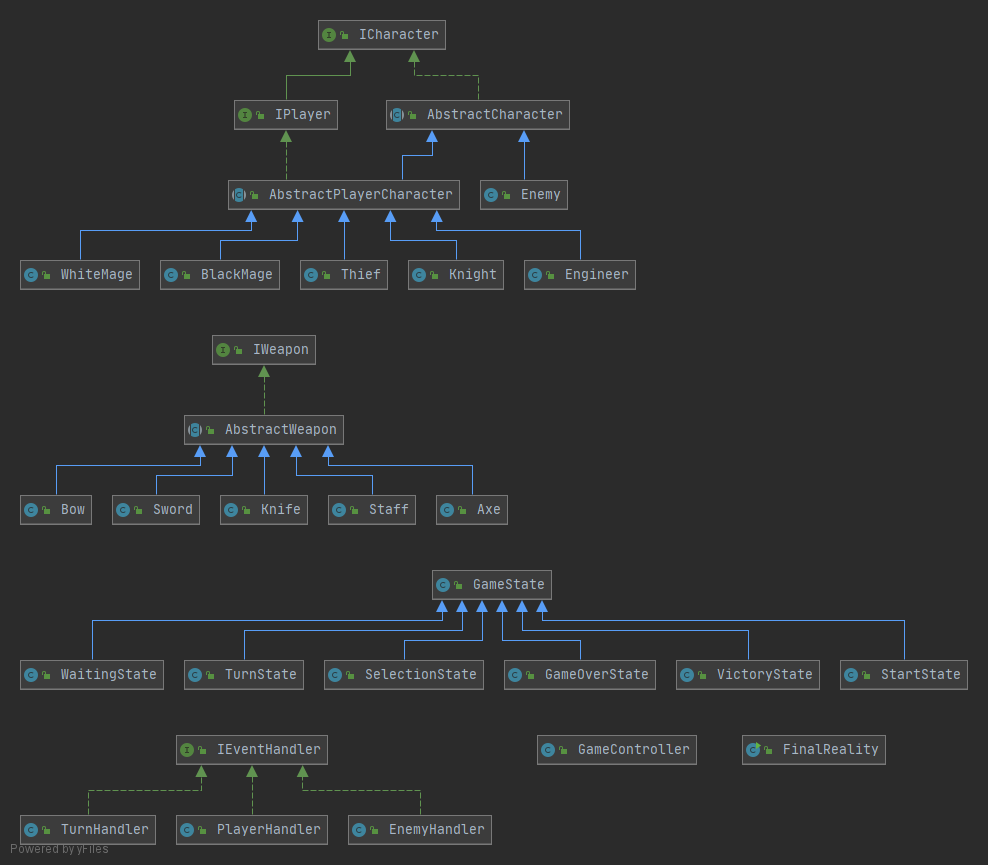 ICharacter
IPlayer
AbstractCharacter
AbstractPlayerCharacter
Enemy
WhiteMage
BlackMage
Thief
Knight
Engineer
IWeapon
AbstractWeapon
Bow
Sword
Knife
Staff
Axe
GameState
WaitingState
TurnState
SelectionState
GameOverState
VictoryState
StartState
IEventHandler
GameController
FinalReality
TurnHandler
PlayerHandler
EnemyHandler
Powered by yFiles